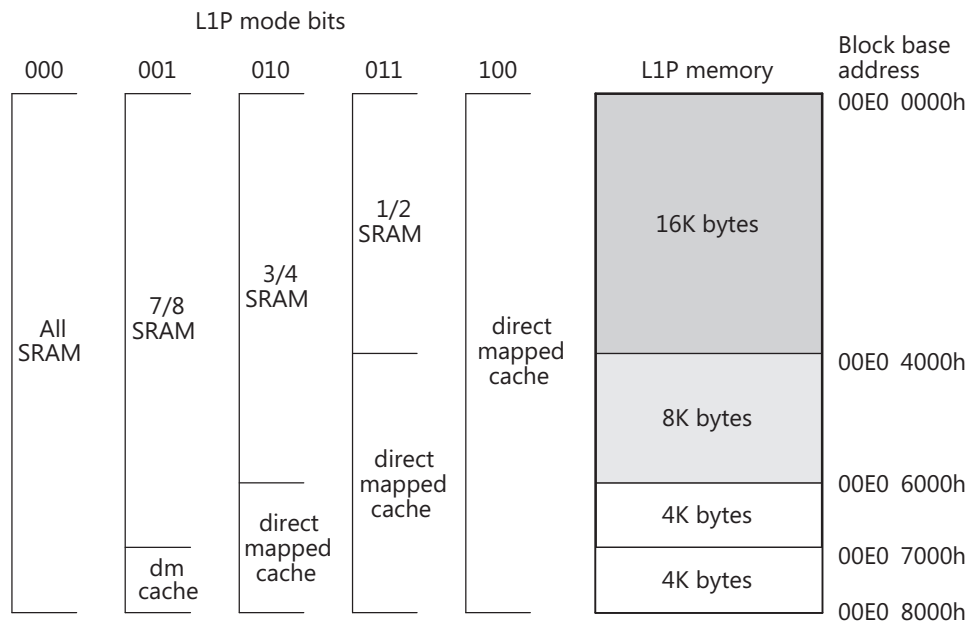 L1P mode bits
000 001 010 011 100 L1P memory Block base
address
00E0 0000h
All
SRAM
7/8
SRAM
dm
cache
3/4
SRAM
direct
mapped
cache
1/2
SRAM
direct
mapped
cache
direct
mapped
cache
16K bytes
00E0 4000h
8K bytes
00E0 6000h
4K bytes
00E0 7000h
4K bytes
00E0 8000h